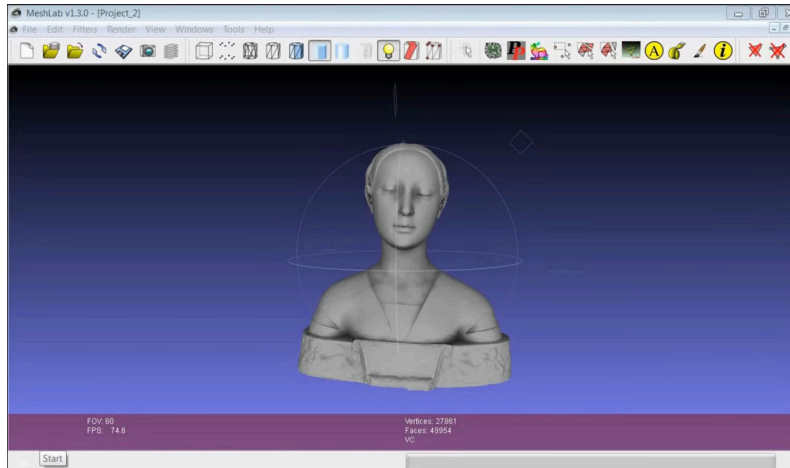 MeshLab v1.3.0 - [Project_2]
File Edit Filters Render View Windows Tools Help
A i
FOV: 60
FPS: 74.6
Vertices: 27861
Faces: 49954
VC
Start